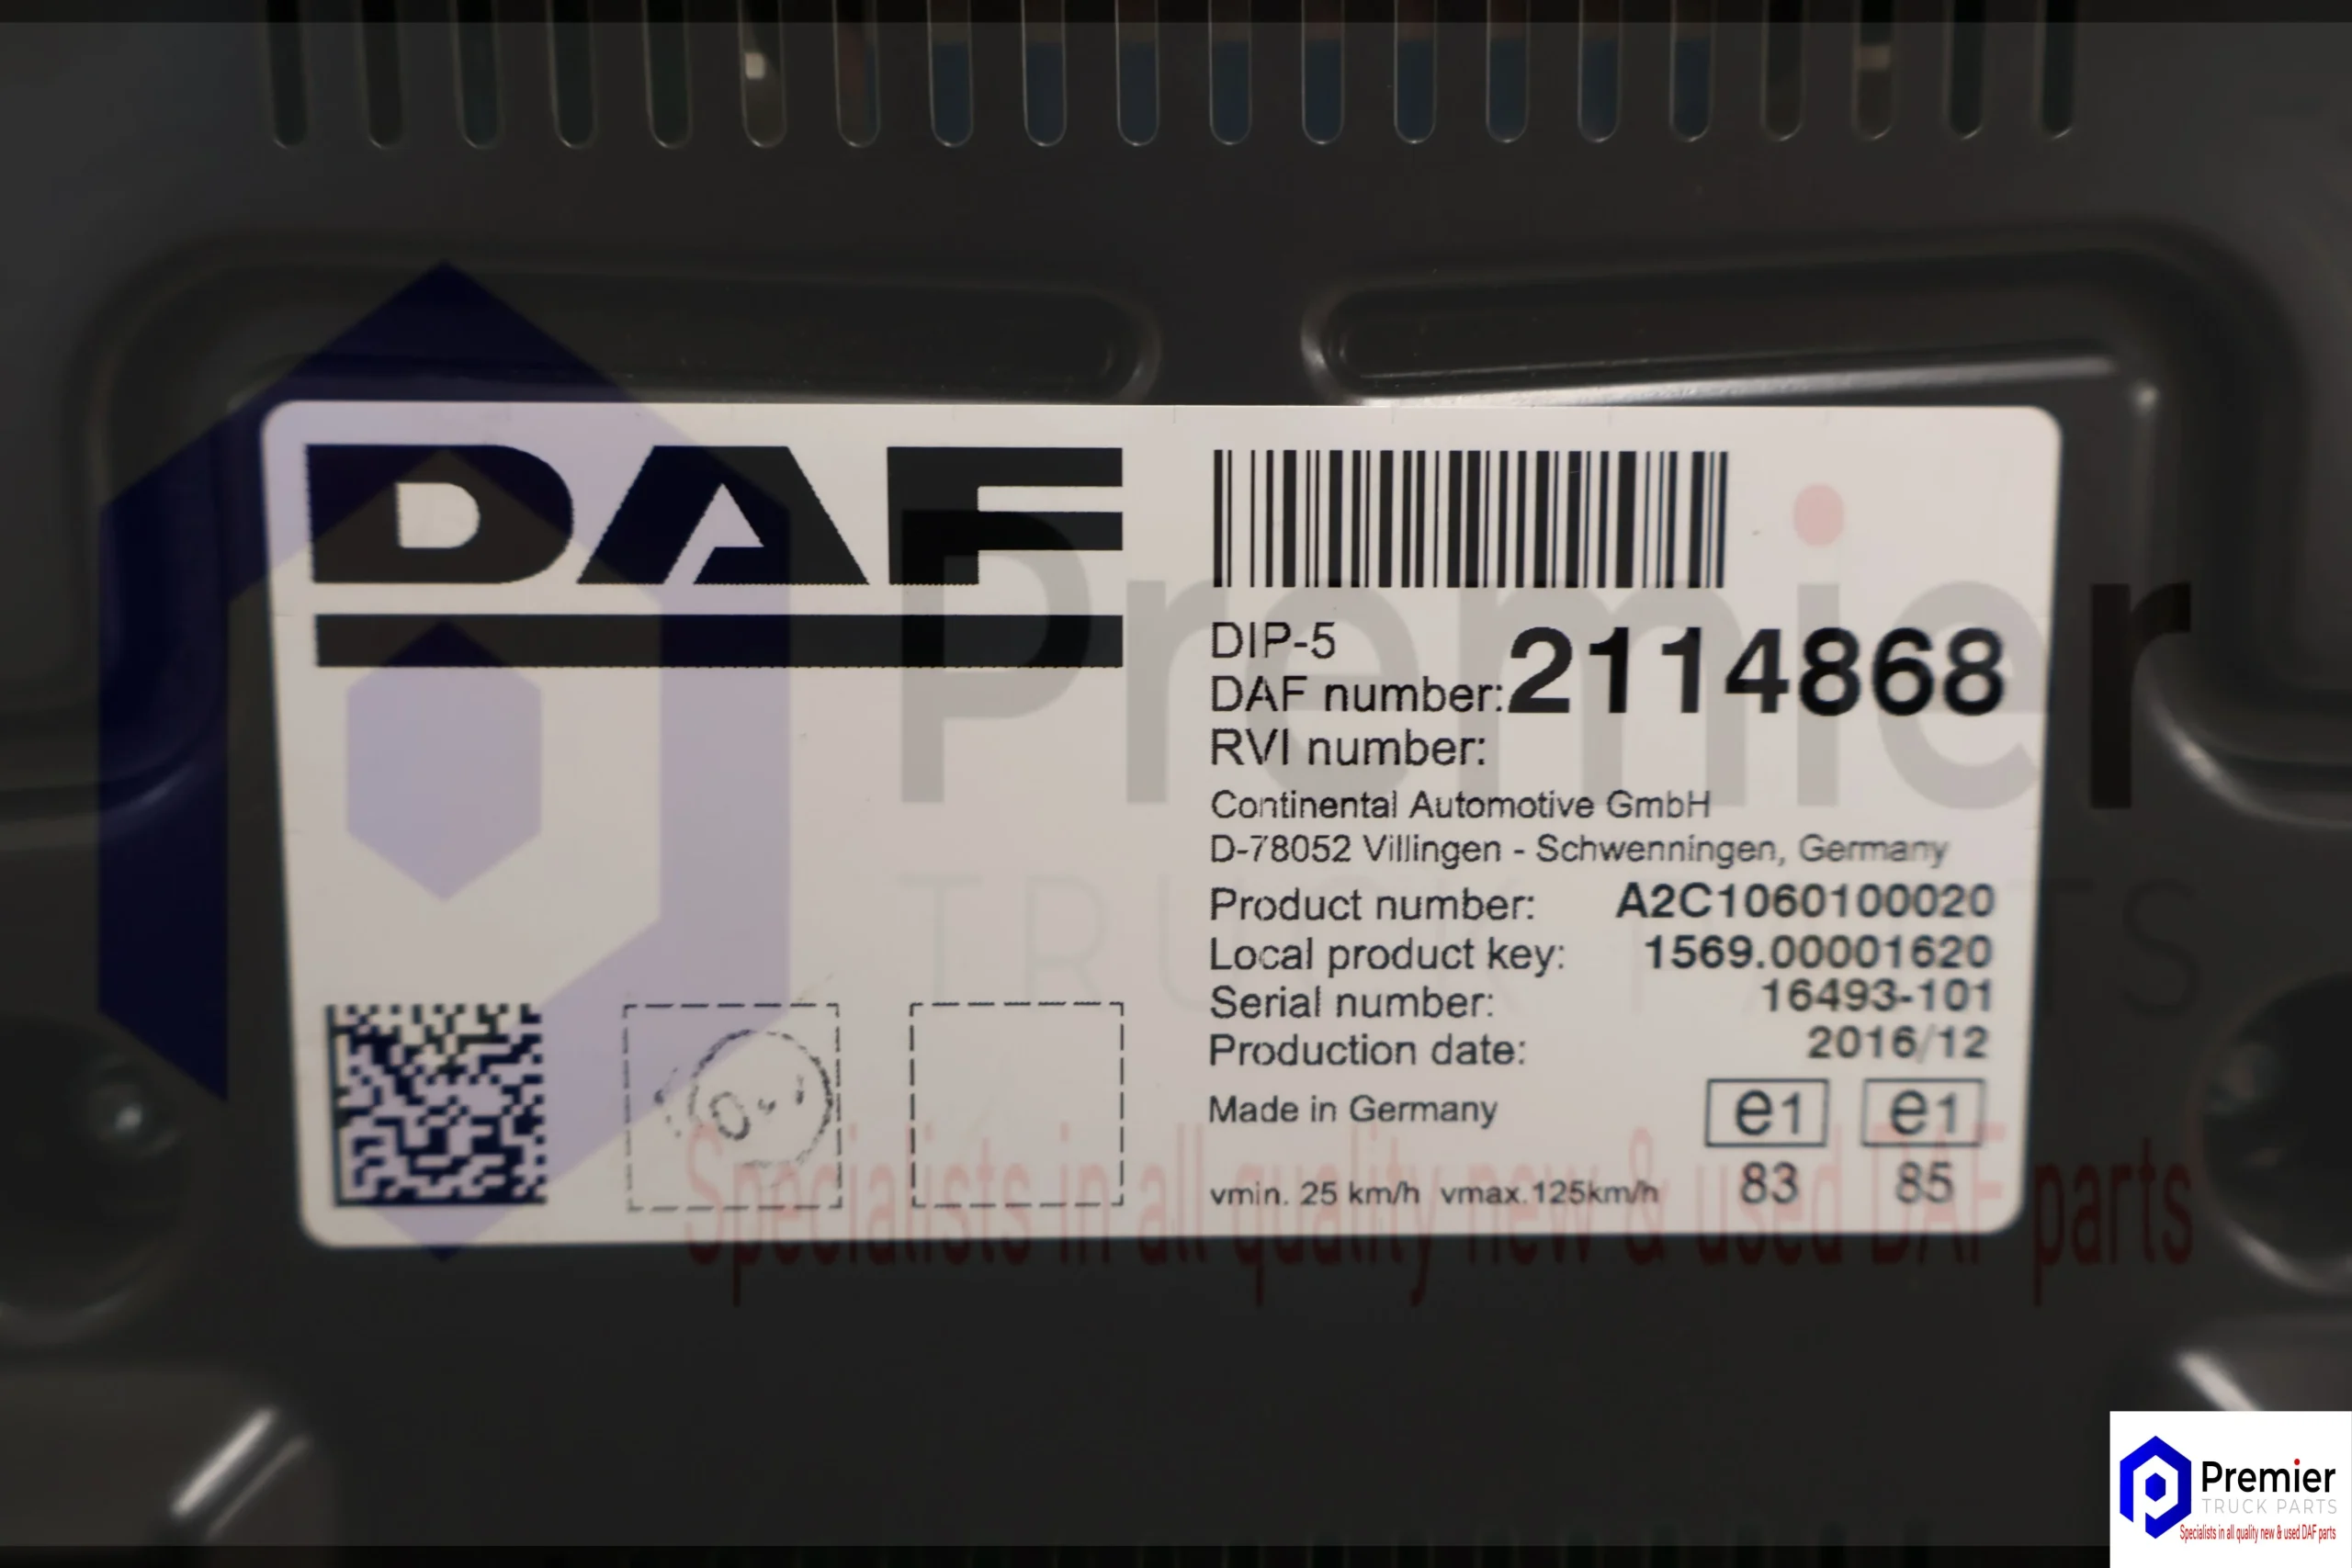 DAF
DIP-5
DAF number: 2114868
RVI number:
Continental Automotive GmbH
D-78052 Villingen - Schwenningen, Germany
Product number: A2C1060100020
Local product key: 1569.00001620
Serial number: 16493-101
Production date: 2016/12
Made in Germany
e1 e1
83 85
vmin. 25 km/h vmax.125km/h
Premier
TRUCK PARTS
Specialists in all quality new & used DAF parts
Premier
TRUCK PARTS
Specialists in all quality new & used DAF parts